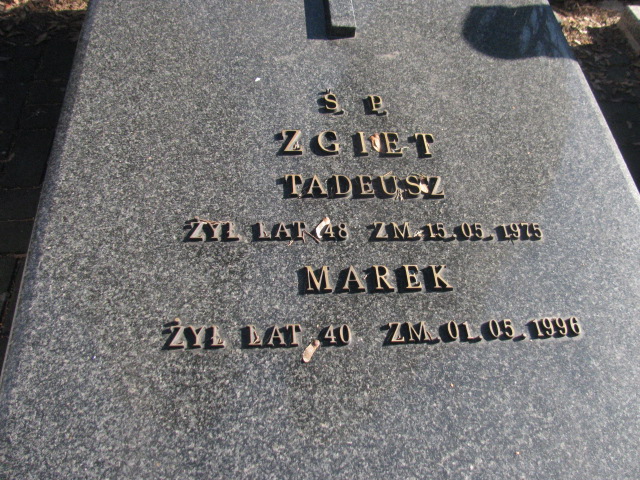 Ś P
ZGIET
TADEUSZ
ŻYŁ LAT 48 ZM. 15.05.1975
MAREK
ŻYŁ LAT 40 ZM. 01.05.1996